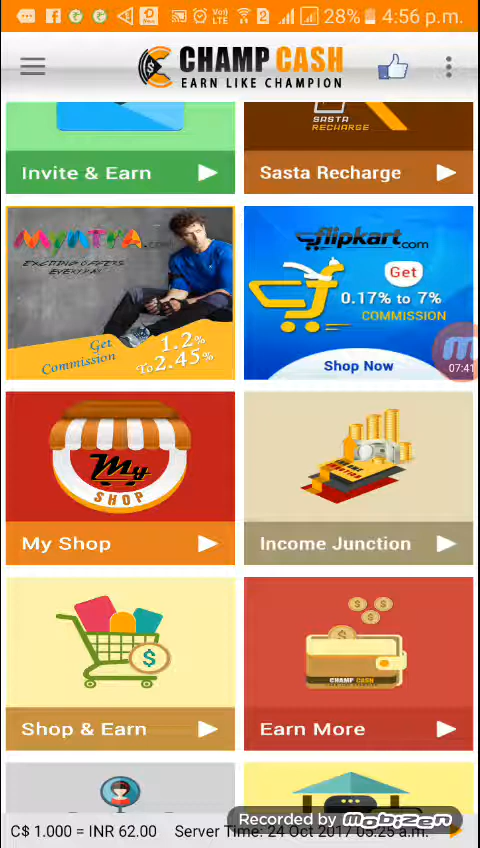 28% 4:56 p.m.
CHAMP CASH
EARN LIKE CHAMPION
SASTA
RECHARGE
Invite & Earn
Sasta Recharge
Myntra.com
EXCITING OFFERS
EVERYDAY
Get
Commission
1.2%
To 2.45%
flipkart.com
Get
0.17% to 7%
COMMISSION
Shop Now
07:41
My
SHOP
My Shop
Income Junction
CHAMP CASH
Shop & Earn
Earn More
Recorded by Mobizen
C$ 1.000 = INR 62.00 Server Time: 24 Oct 2017 05:25 a.m.